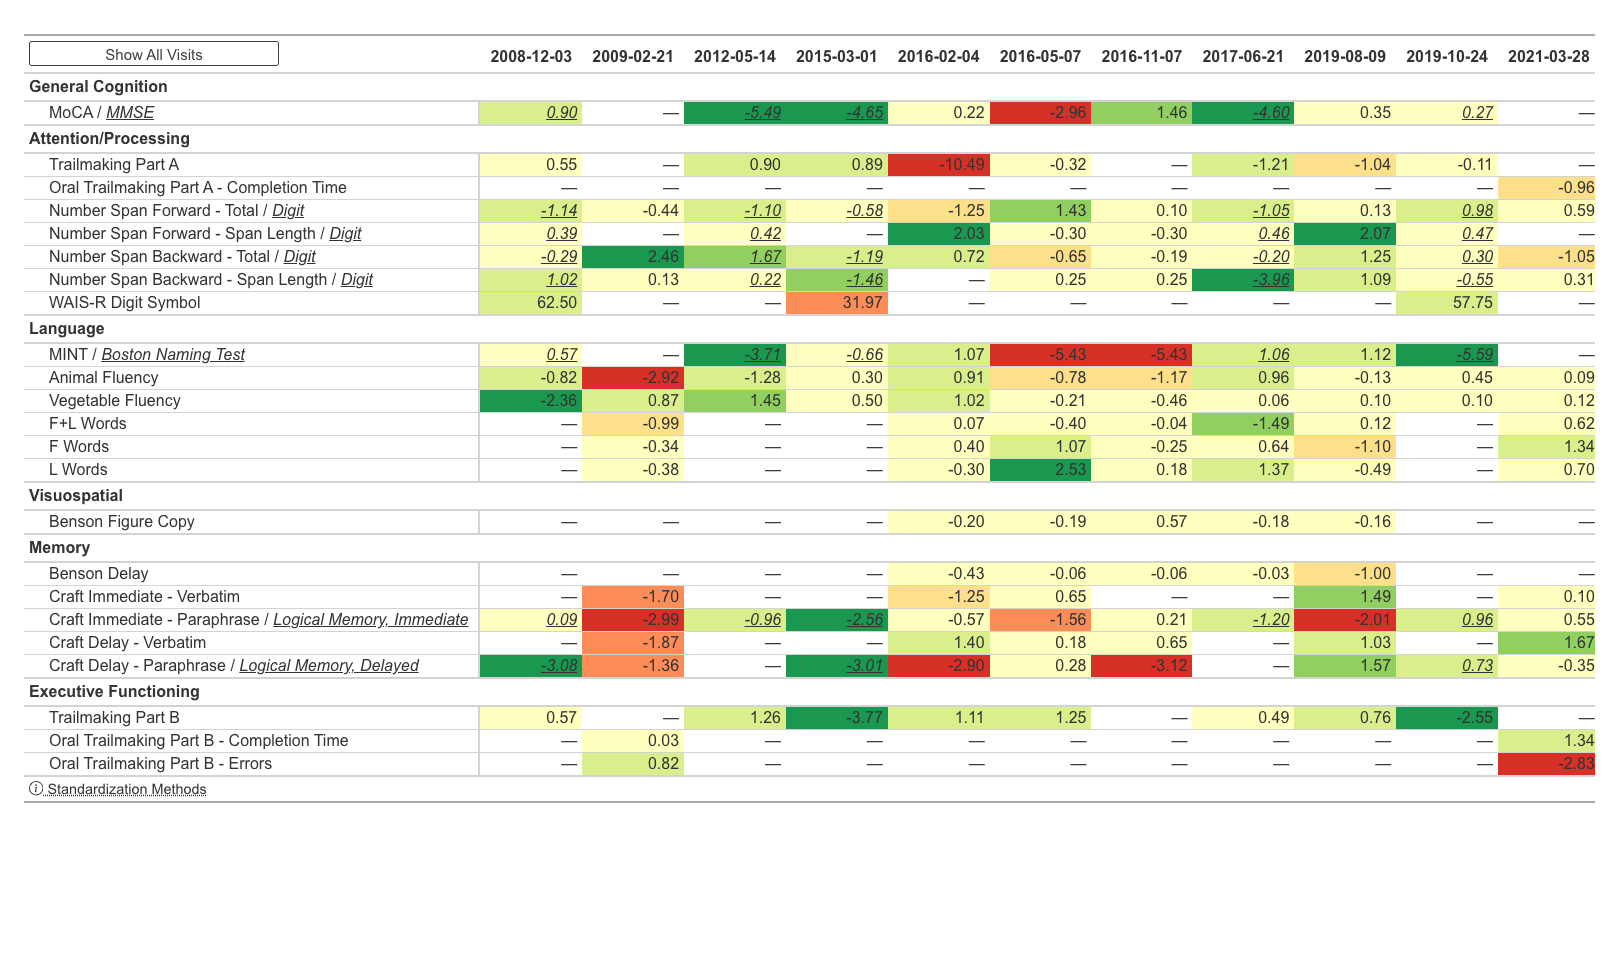 Show All Visits 2008-12-03 2009-02-21 2012-05-14 2015-03-01 2016-02-04 2016-05-07 2016-11-07 2017-06-21 2019-08-09 2019-10-24 2021-03-28
General Cognition
MoCA / MMSE 0.90 — -5.49 -4.65 0.22 -2.96 1.46 -4.60 0.35 0.27 —
Attention/Processing
Trailmaking Part A 0.55 — 0.90 0.89 -10.49 -0.32 — -1.21 -1.04 -0.11 —
Oral Trailmaking Part A - Completion Time — — — — — — — — — — -0.96
Number Span Forward - Total / Digit -1.14 -0.44 -1.10 -0.58 -1.25 1.43 0.10 -1.05 0.13 0.98 0.59
Number Span Forward - Span Length / Digit 0.39 — 0.42 — 2.03 -0.30 -0.30 0.46 2.07 0.47 —
Number Span Backward - Total / Digit -0.29 2.46 1.67 -1.19 0.72 -0.65 -0.19 -0.20 1.25 0.30 -1.05
Number Span Backward - Span Length / Digit 1.02 0.13 0.22 -1.46 — 0.25 0.25 -3.96 1.09 -0.55 0.31
WAIS-R Digit Symbol 62.50 — — 31.97 — — — — — 57.75 —
Language
MINT / Boston Naming Test 0.57 — -3.71 -0.66 1.07 -5.43 -5.43 1.06 1.12 -5.59 —
Animal Fluency -0.82 -2.92 -1.28 0.30 0.91 -0.78 -1.17 0.96 -0.13 0.45 0.09
Vegetable Fluency -2.36 0.87 1.45 0.50 1.02 -0.21 -0.46 0.06 0.10 0.10 0.12
F+L Words — -0.99 — — 0.07 -0.40 -0.04 -1.49 0.12 — 0.62
F Words — -0.34 — — 0.40 1.07 -0.25 0.64 -1.10 — 1.34
L Words — -0.38 — — -0.30 2.53 0.18 1.37 -0.49 — 0.70
Visuospatial
Benson Figure Copy — — — — -0.20 -0.19 0.57 -0.18 -0.16 — —
Memory
Benson Delay — — — — -0.43 -0.06 -0.06 -0.03 -1.00 — —
Craft Immediate - Verbatim — -1.70 — — -1.25 0.65 — — 1.49 — 0.10
Craft Immediate - Paraphrase / Logical Memory, Immediate 0.09 -2.99 -0.96 -2.56 -0.57 -1.56 0.21 -1.20 -2.01 0.96 0.55
Craft Delay - Verbatim — -1.87 — — 1.40 0.18 0.65 — 1.03 — 1.67
Craft Delay - Paraphrase / Logical Memory, Delayed -3.08 -1.36 — -3.01 -2.90 0.28 -3.12 — 1.57 0.73 -0.35
Executive Functioning
Trailmaking Part B 0.57 — 1.26 -3.77 1.11 1.25 — 0.49 0.76 -2.55 —
Oral Trailmaking Part B - Completion Time — 0.03 — — — — — — — — 1.34
Oral Trailmaking Part B - Errors — 0.82 — — — — — — — — -2.83
ⓘ Standardization Methods